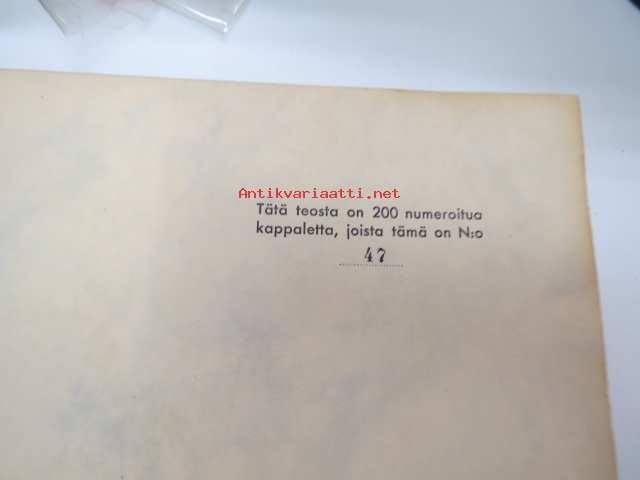 Antikvariaatti.net
Tätä teosta on 200 numeroitua
kappaletta, joista tämä on N:o
47